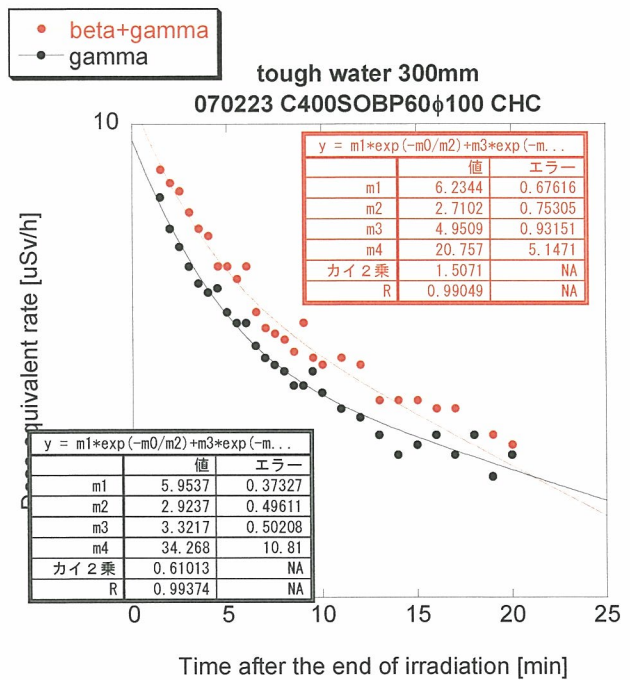 beta+gamma
gamma
tough water 300mm
070223 C400SOBP60ϕ100 CHC
10
y = m1*exp(-m0/m2)+m3*exp(-m...
値 エラー
m1 6.2344 0.67616
m2 2.7102 0.75305
m3 4.9509 0.93151
m4 20.757 5.1471
カイ２乗 1.5071 NA
R 0.99049 NA
equivalent rate [uSv/h]
y = m1*exp(-m0/m2)+m3*exp(-m...
値 エラー
m1 5.9537 0.37327
m2 2.9237 0.49611
m3 3.3217 0.50208
m4 34.268 10.81
カイ２乗 0.61013 NA
R 0.99374 NA
0 5 10 15 20 25
Time after the end of irradiation [min]